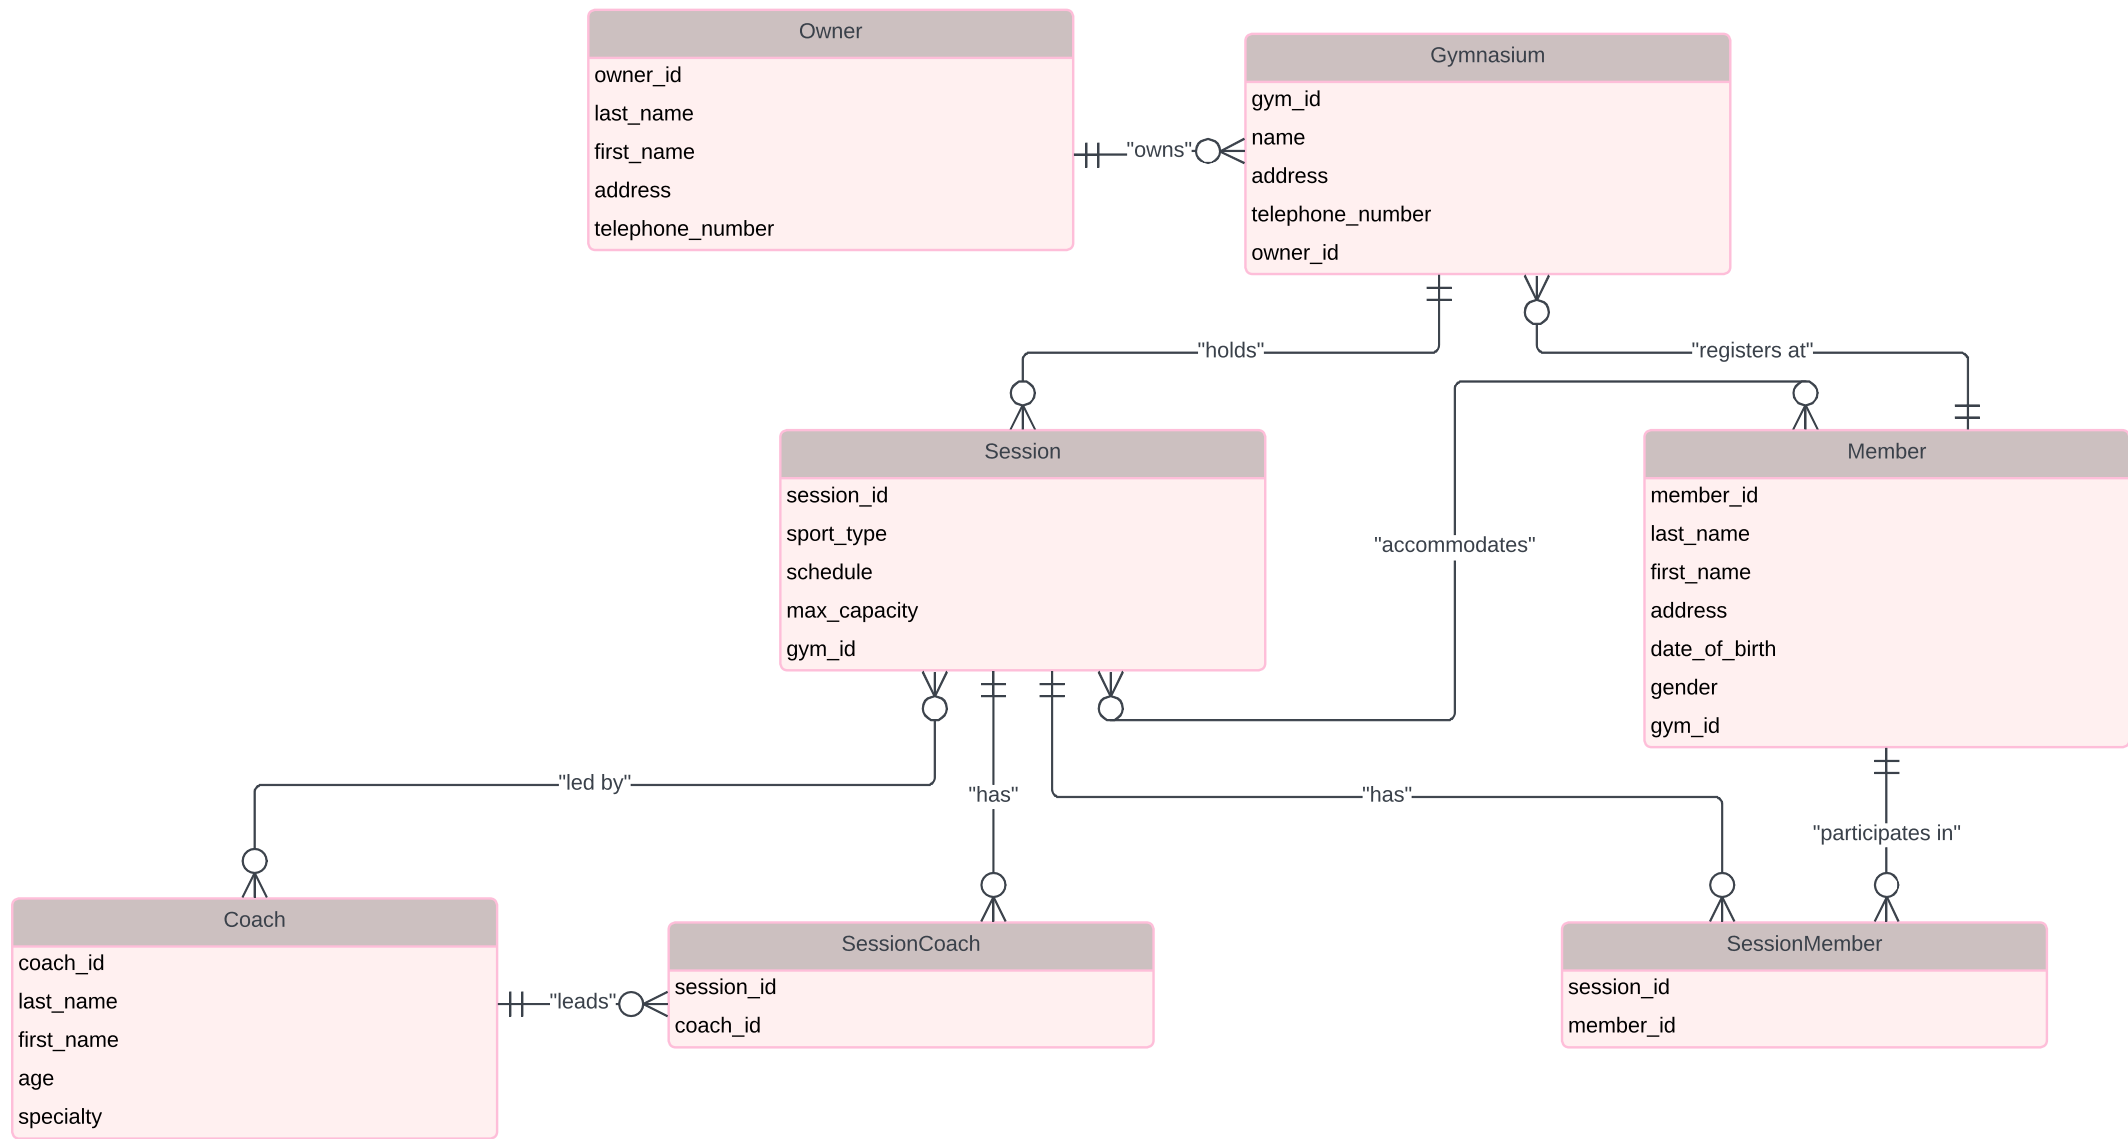 Owner
owner_id
last_name
first_name
address
telephone_number
"owns"
Gymnasium
gym_id
name
address
telephone_number
owner_id
"holds"
"registers at"
Session
session_id
sport_type
schedule
max_capacity
gym_id
"accommodates"
Member
member_id
last_name
first_name
address
date_of_birth
gender
gym_id
"led by"
"has"
"has"
"participates in"
Coach
coach_id
last_name
first_name
age
specialty
"leads"
SessionCoach
session_id
coach_id
SessionMember
session_id
member_id